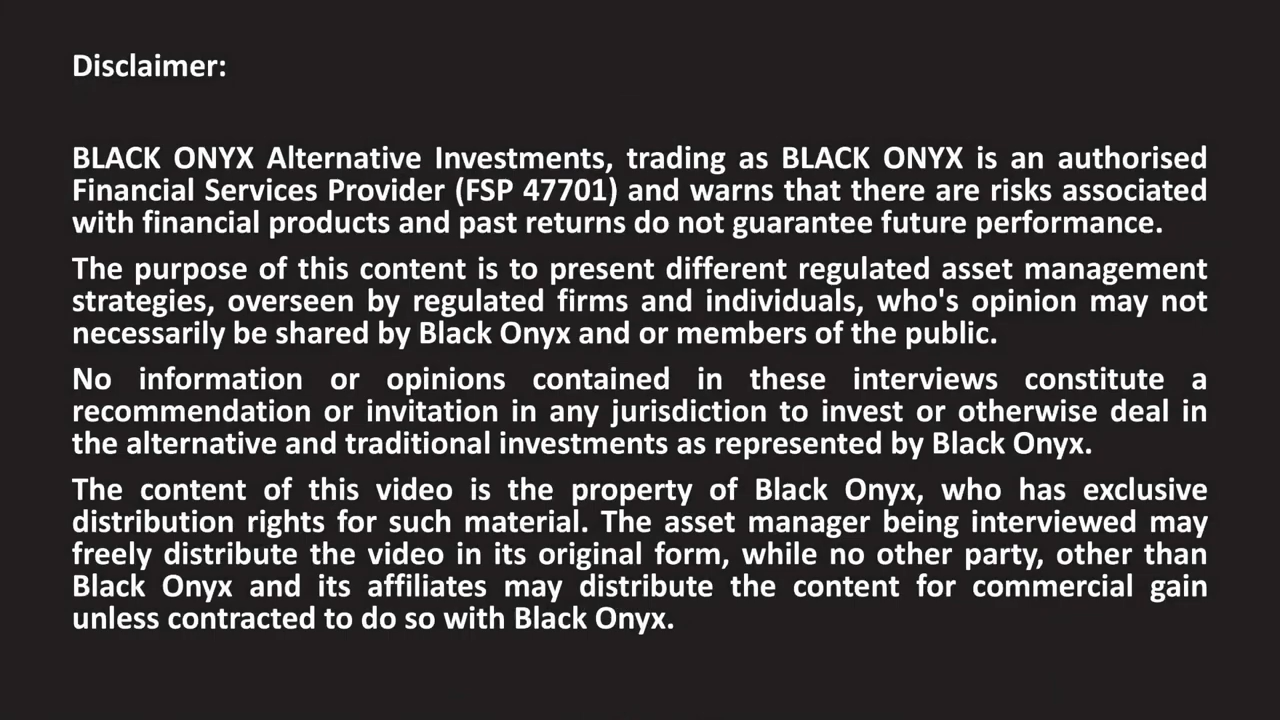 Disclaimer:
BLACK ONYX Alternative Investments, trading as BLACK ONYX is an authorised
Financial Services Provider (FSP 47701) and warns that there are risks associated
with financial products and past returns do not guarantee future performance.
The purpose of this content is to present different regulated asset management
strategies, overseen by regulated firms and individuals, who's opinion may not
necessarily be shared by Black Onyx and or members of the public.
No information or opinions contained in these interviews constitute a
recommendation or invitation in any jurisdiction to invest or otherwise deal in
the alternative and traditional investments as represented by Black Onyx.
The content of this video is the property of Black Onyx, who has exclusive
distribution rights for such material. The asset manager being interviewed may
freely distribute the video in its original form, while no other party, other than
Black Onyx and its affiliates may distribute the content for commercial gain
unless contracted to do so with Black Onyx.